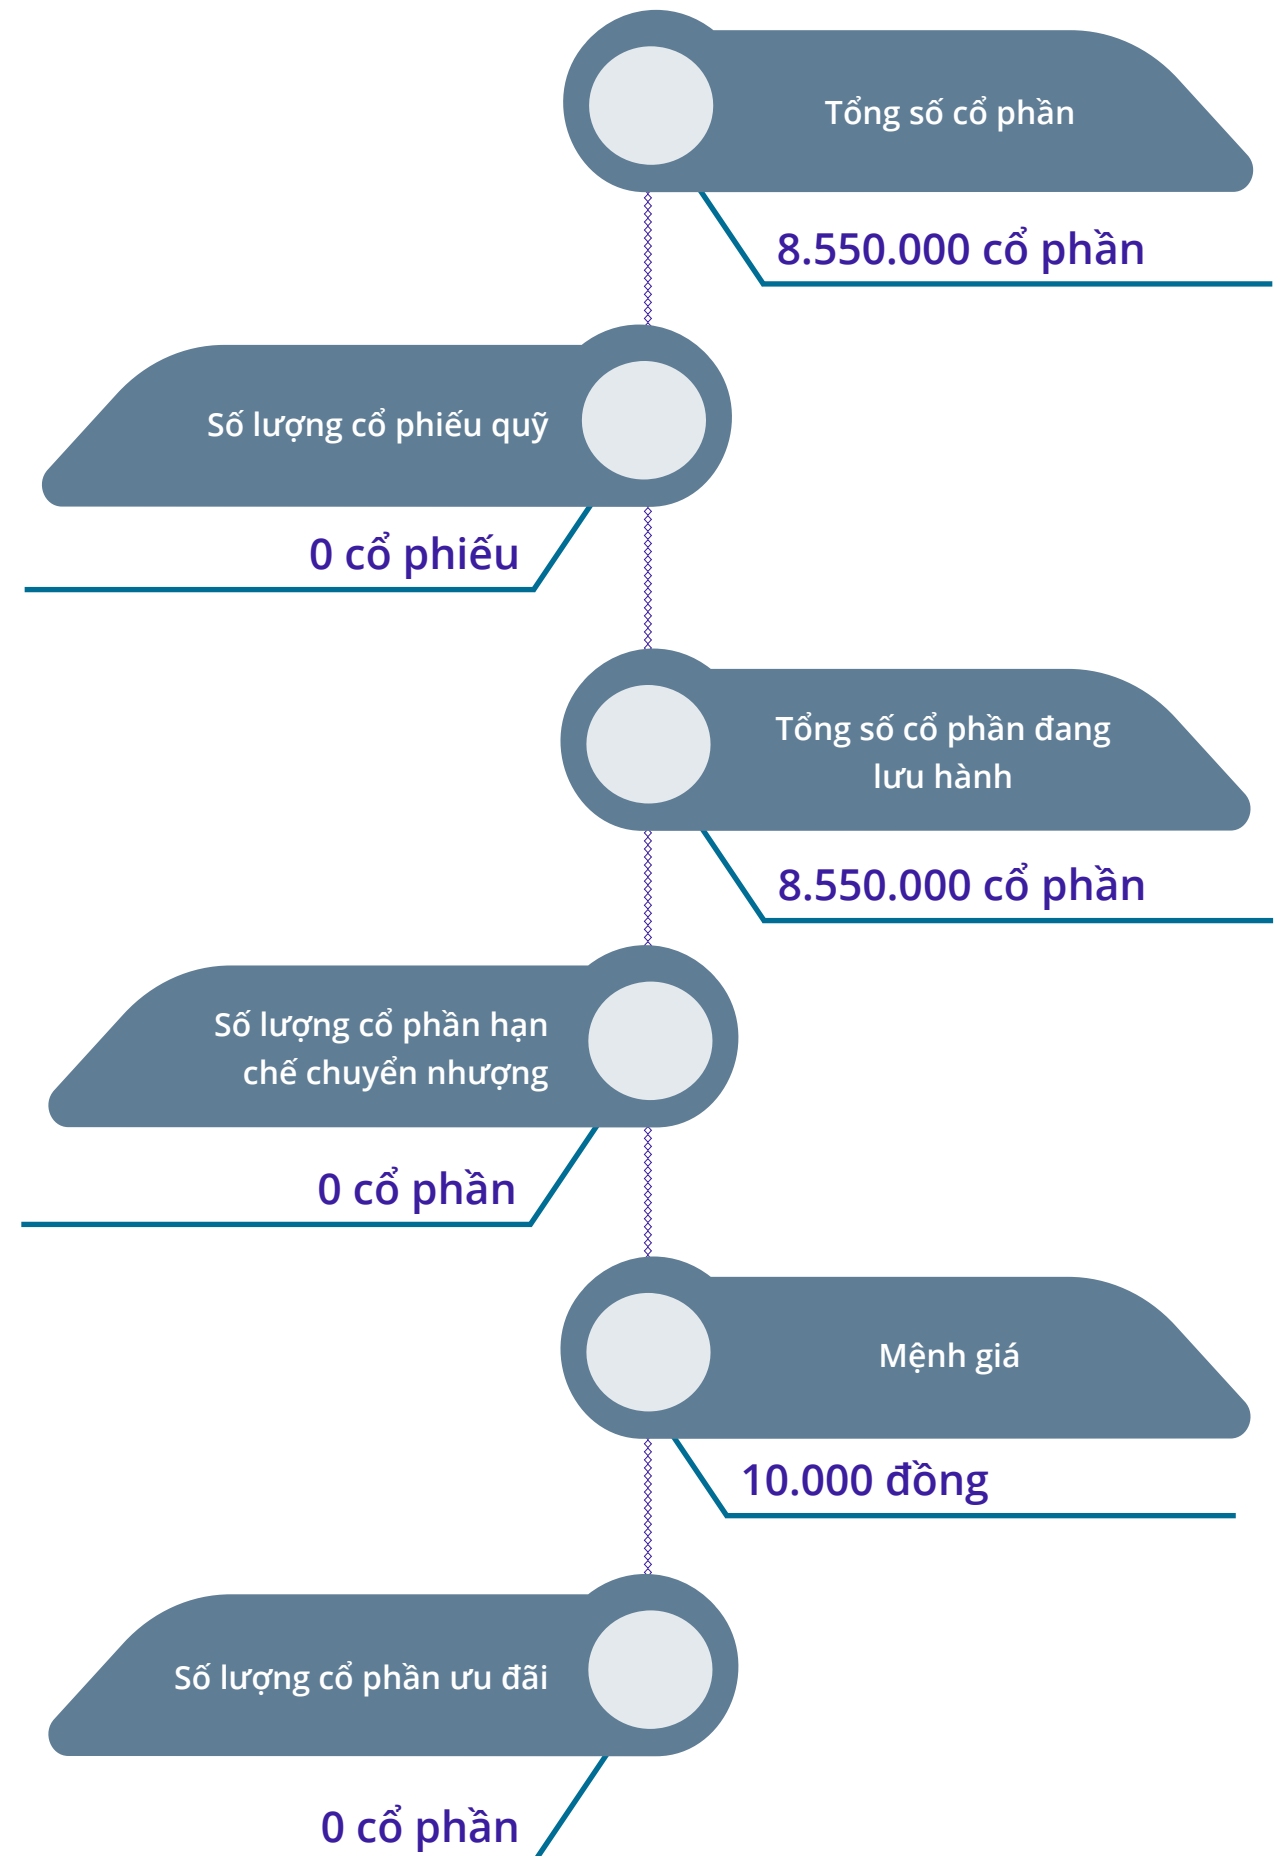 Tổng số cổ phần
8.550.000 cổ phần
Số lượng cổ phiếu quỹ
0 cổ phiếu
Tổng số cổ phần đang
lưu hành
8.550.000 cổ phần
Số lượng cổ phần hạn
chế chuyển nhượng
0 cổ phần
Mệnh giá
10.000 đồng
Số lượng cổ phần ưu đãi
0 cổ phần